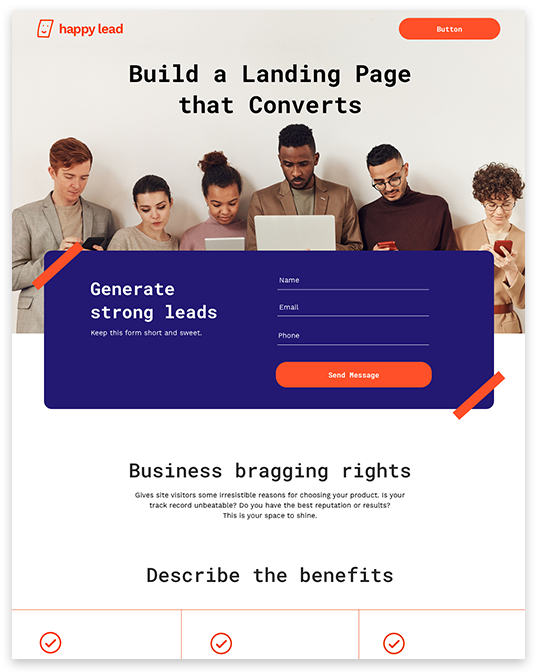 happy lead
Button
Build a Landing Page
that Converts
Generate
strong leads
Keep this form short and sweet.
Name
Email
Phone
Send Message
Business bragging rights
Gives site visitors some irresistible reasons for choosing your product. Is your
track record unbeatable? Do you have the best reputation or results?
This is your space to shine.
Describe the benefits